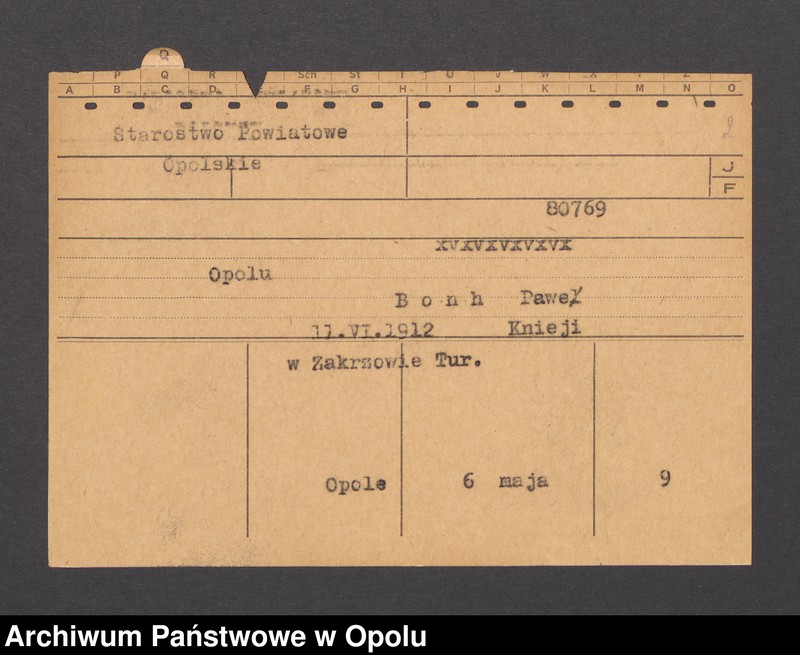 Q
P Q R Sch St T U V W X Y Z
A B C D F G H I J K L M N O
Starostwo Powiatowe
2
Opolskie
J
F
80769
xvxvxvxvxvx
Opolu
B o n h Paweł
11.VI.1912 Knieji
w Zakrzowie Tur.
Opole 6 maja 9
Archiwum Państwowe w Opolu